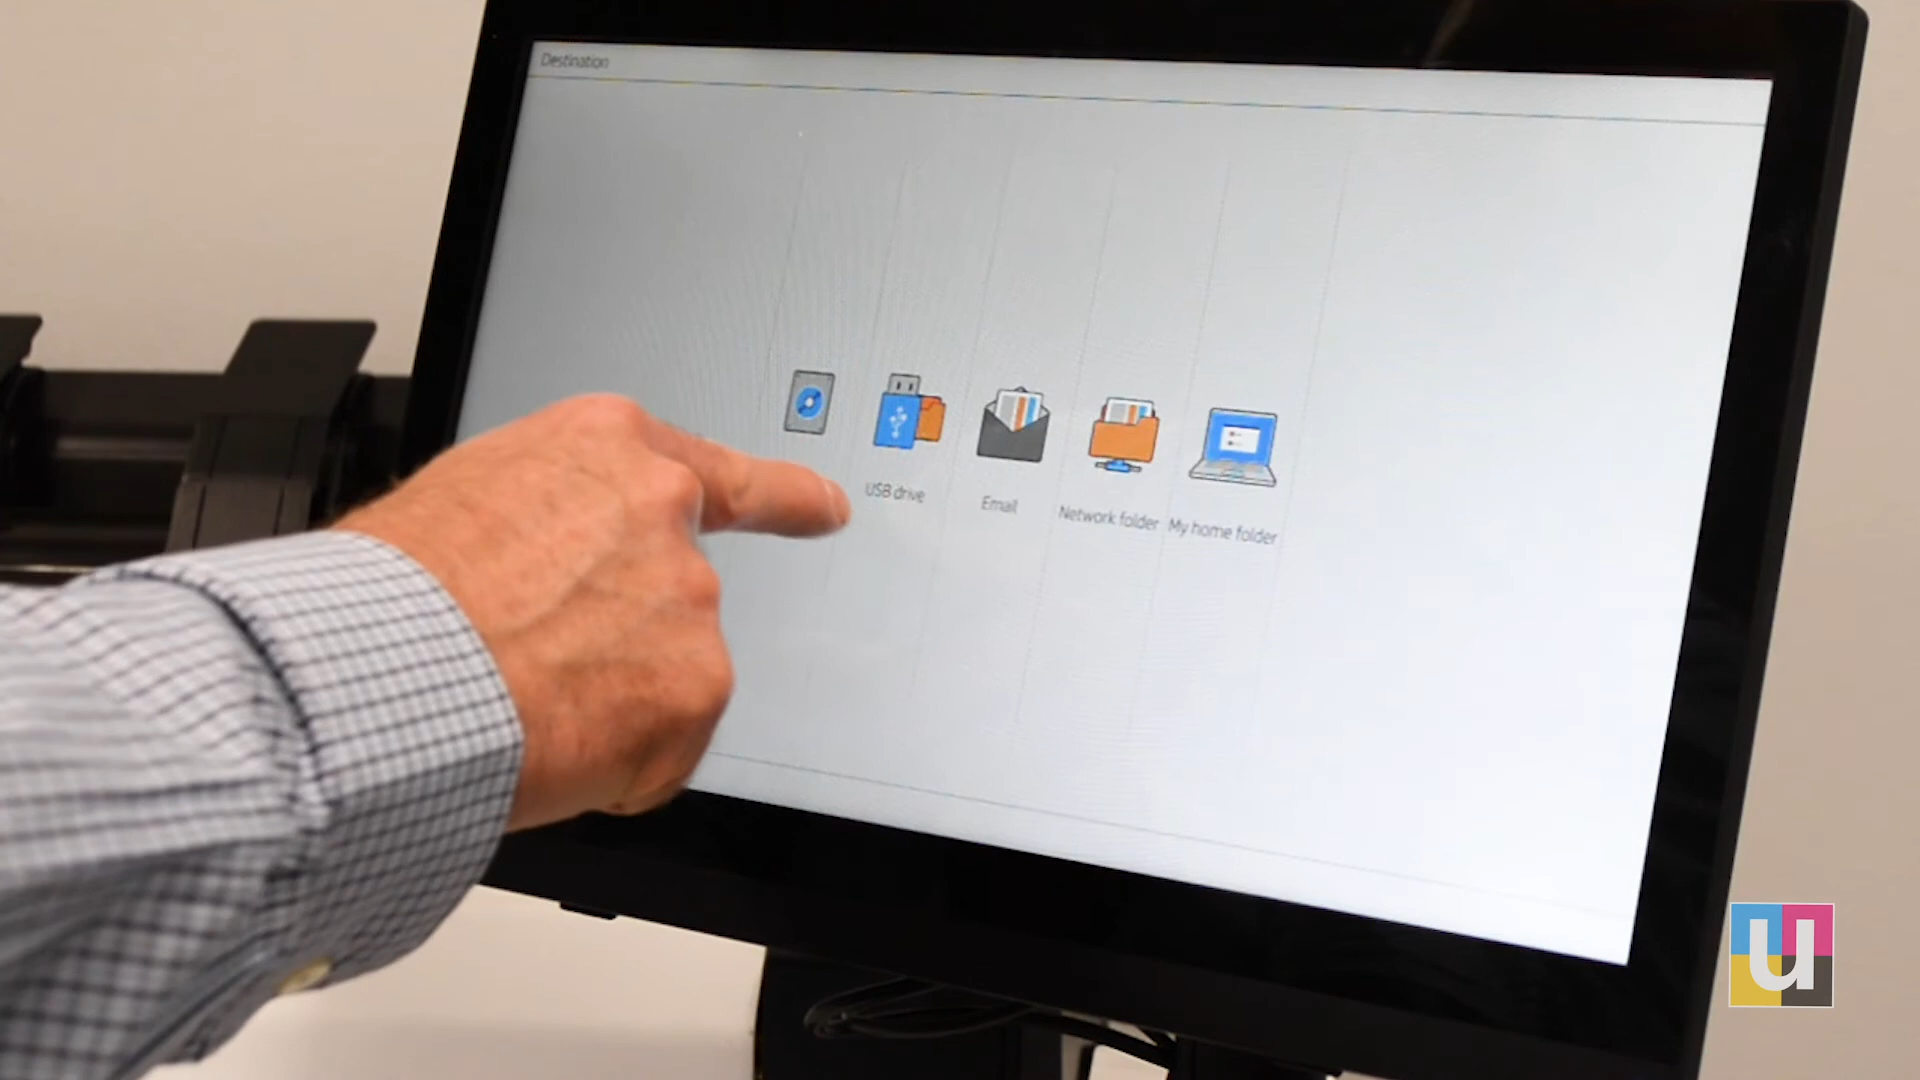 Destination
USB drive
Email
Network folder
My home folder
u